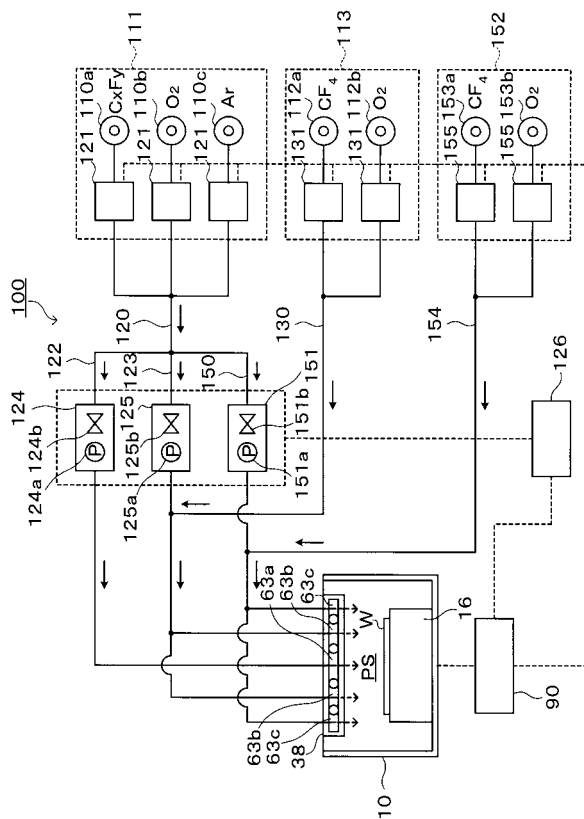 100
111
110a
CxFy
121
110b
O2
121
110c
Ar
121
113
112a
CF4
131
112b
O2
131
152
153a
CF4
155
153b
O2
155
120
122
123
150
130
154
124
124b
P
124a
125
125b
P
125a
151
151b
P
151a
126
63a
63b
63c
W
PS
16
63b
63c
38
10
90